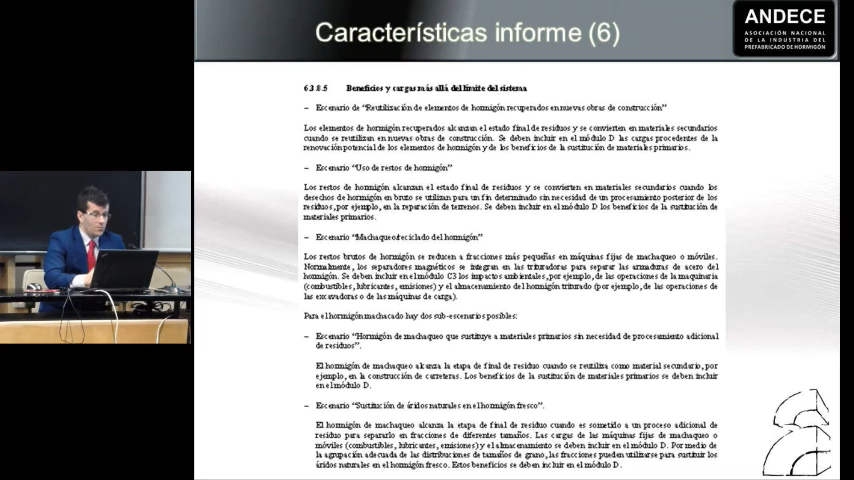 Características informe (6)
ANDECE
ASOCIACIÓN NACIONAL
DE LA INDUSTRIA DEL
PREFABRICADO DE HORMIGÓN
6.3.8.5 Beneficios y cargas más allá del límite del sistema
– Escenario de “Reutilización de elementos de hormigón recuperados en nuevas obras de construcción”
Los elementos de hormigón recuperados alcanzan el estado final de residuos y se convierten en materiales secundarios
cuando se reutilizan en nuevas obras de construcción. Se deben incluir en el módulo D las cargas procedentes de la
renovación potencial de los elementos de hormigón y de los beneficios de la sustitución de materiales primarios.
– Escenario “Uso de restos de hormigón”
Los restos de hormigón alcanzan el estado final de residuos y se convierten en materiales secundarios cuando los
desechos de hormigón en bruto se utilizan para un fin determinado sin necesidad de un procesamiento posterior de los
residuos, por ejemplo, en la reparación de terrenos. Se deben incluir en el módulo D los beneficios de la sustitución de
materiales primarios.
– Escenario “Machaqueo/reciclado del hormigón”
Los restos brutos de hormigón se reducen a fracciones más pequeñas en máquinas fijas de machaqueo o móviles.
Normalmente, los separadores magnéticos se integran en las trituradoras para separar las armaduras de acero del
hormigón. Se deben incluir en el módulo C3 los impactos ambientales, por ejemplo, de las operaciones de la maquinaria
(combustibles, lubricantes, emisiones) y el almacenamiento del hormigón triturado (por ejemplo, de las operaciones de
las excavadoras o de las máquinas de carga).
Para el hormigón machacado hay dos sub-escenarios posibles:
– Escenario “Hormigón de machaqueo que sustituye a materiales primarios sin necesidad de procesamiento adicional
de residuos”.
El hormigón de machaqueo alcanza la etapa de final de residuo cuando se reutiliza como material secundario, por
ejemplo, en la construcción de carreteras. Los beneficios de la sustitución de materiales primarios se deben incluir
en el módulo D.
– Escenario “Sustitución de áridos naturales en el hormigón fresco”.
El hormigón de machaqueo alcanza la etapa de final de residuo cuando es sometido a un proceso adicional de
residuo para separarlo en fracciones de diferentes tamaños. Las cargas de las máquinas fijas de machaqueo o
móviles (combustibles, lubricantes, emisiones) y el almacenamiento se deben incluir en el módulo D. Por medio de
la agrupación adecuada de las distribuciones de tamaños de grano, las fracciones pueden utilizarse para sustituir los
áridos naturales en el hormigón fresco. Estos beneficios se deben incluir en el módulo D.